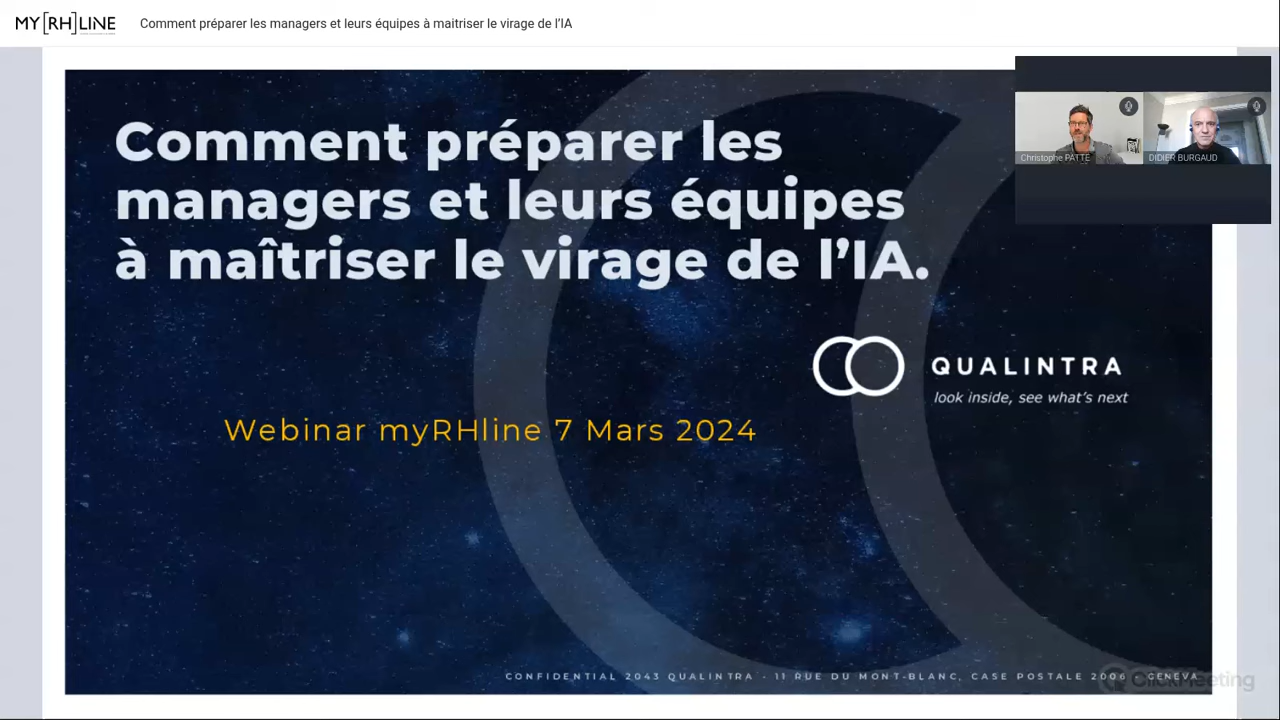 MY[RH]LINE
Comment préparer les managers et leurs équipes à maitriser le virage de l'IA
Comment préparer les
managers et leurs équipes
à maîtriser le virage de l’IA.
Christophe PATTE
DIDIER BURGAUD
QUALINTRA
look inside, see what’s next
Webinar myRHline 7 Mars 2024
CONFIDENTIAL 2043 QUALINTRA - 11 RUE DU MONT-BLANC, CASE POSTALE 2006 - GENEVA
ClickMeeting